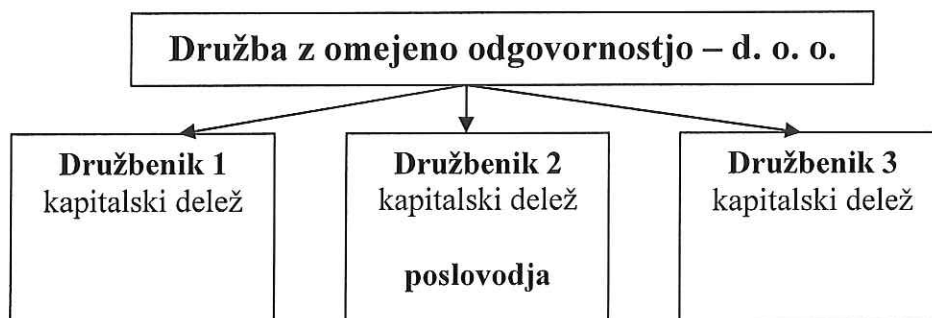 Družba z omejeno odgovornostjo – d. o. o.
Družbenik 1
kapitalski delež
Družbenik 2
kapitalski delež
poslovodja
Družbenik 3
kapitalski delež